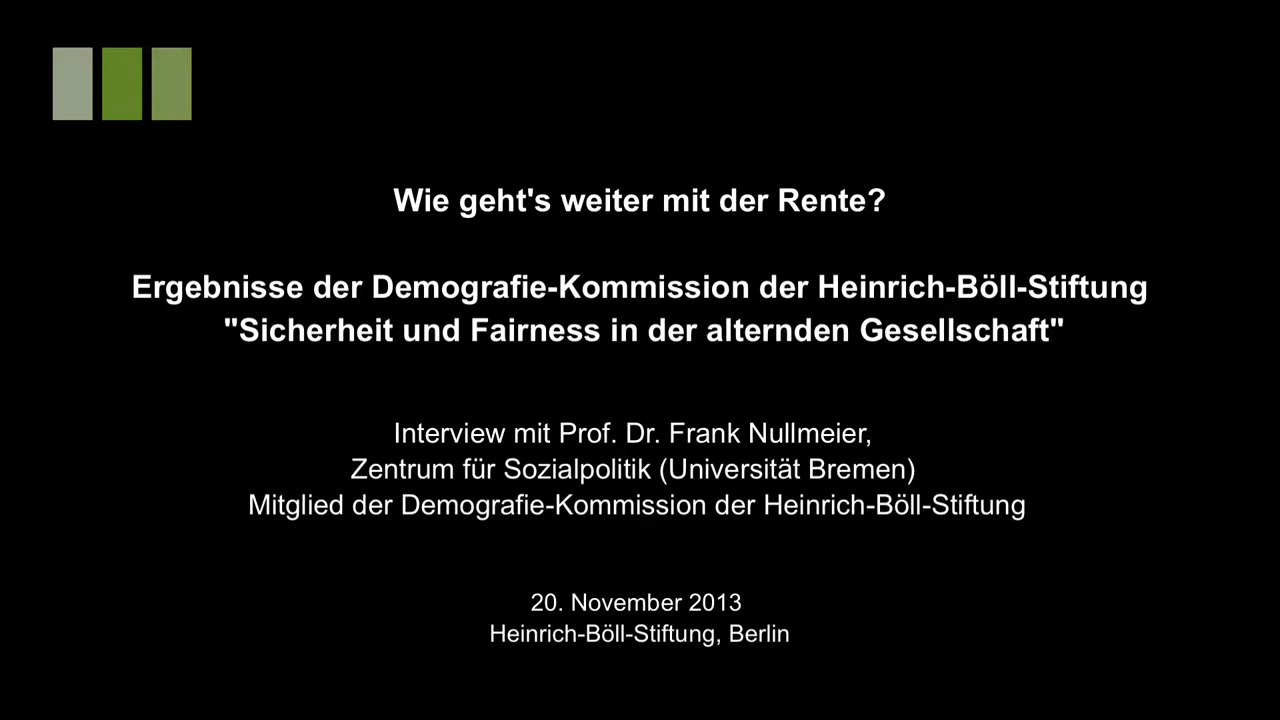 Wie geht's weiter mit der Rente?
Ergebnisse der Demografie-Kommission der Heinrich-Böll-Stiftung
"Sicherheit und Fairness in der alternden Gesellschaft"
Interview mit Prof. Dr. Frank Nullmeier,
Zentrum für Sozialpolitik (Universität Bremen)
Mitglied der Demografie-Kommission der Heinrich-Böll-Stiftung
20. November 2013
Heinrich-Böll-Stiftung, Berlin